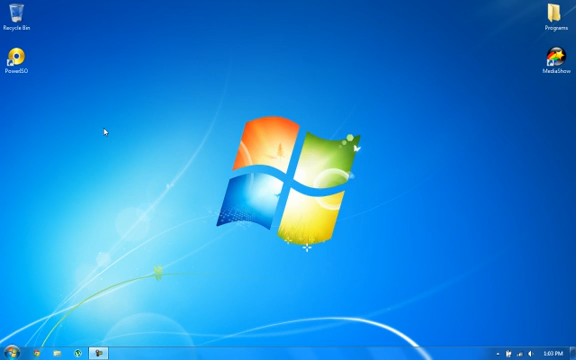 Recycle Bin
Programs
PowerISO
MediaShow
1:03 PM